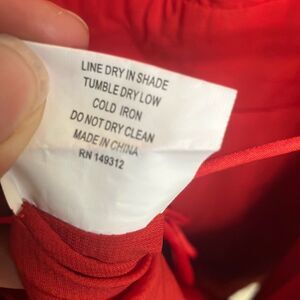 LINE DRY IN SHADE
TUMBLE DRY LOW
COLD IRON
DO NOT DRY CLEAN
MADE IN CHINA
RN 149312